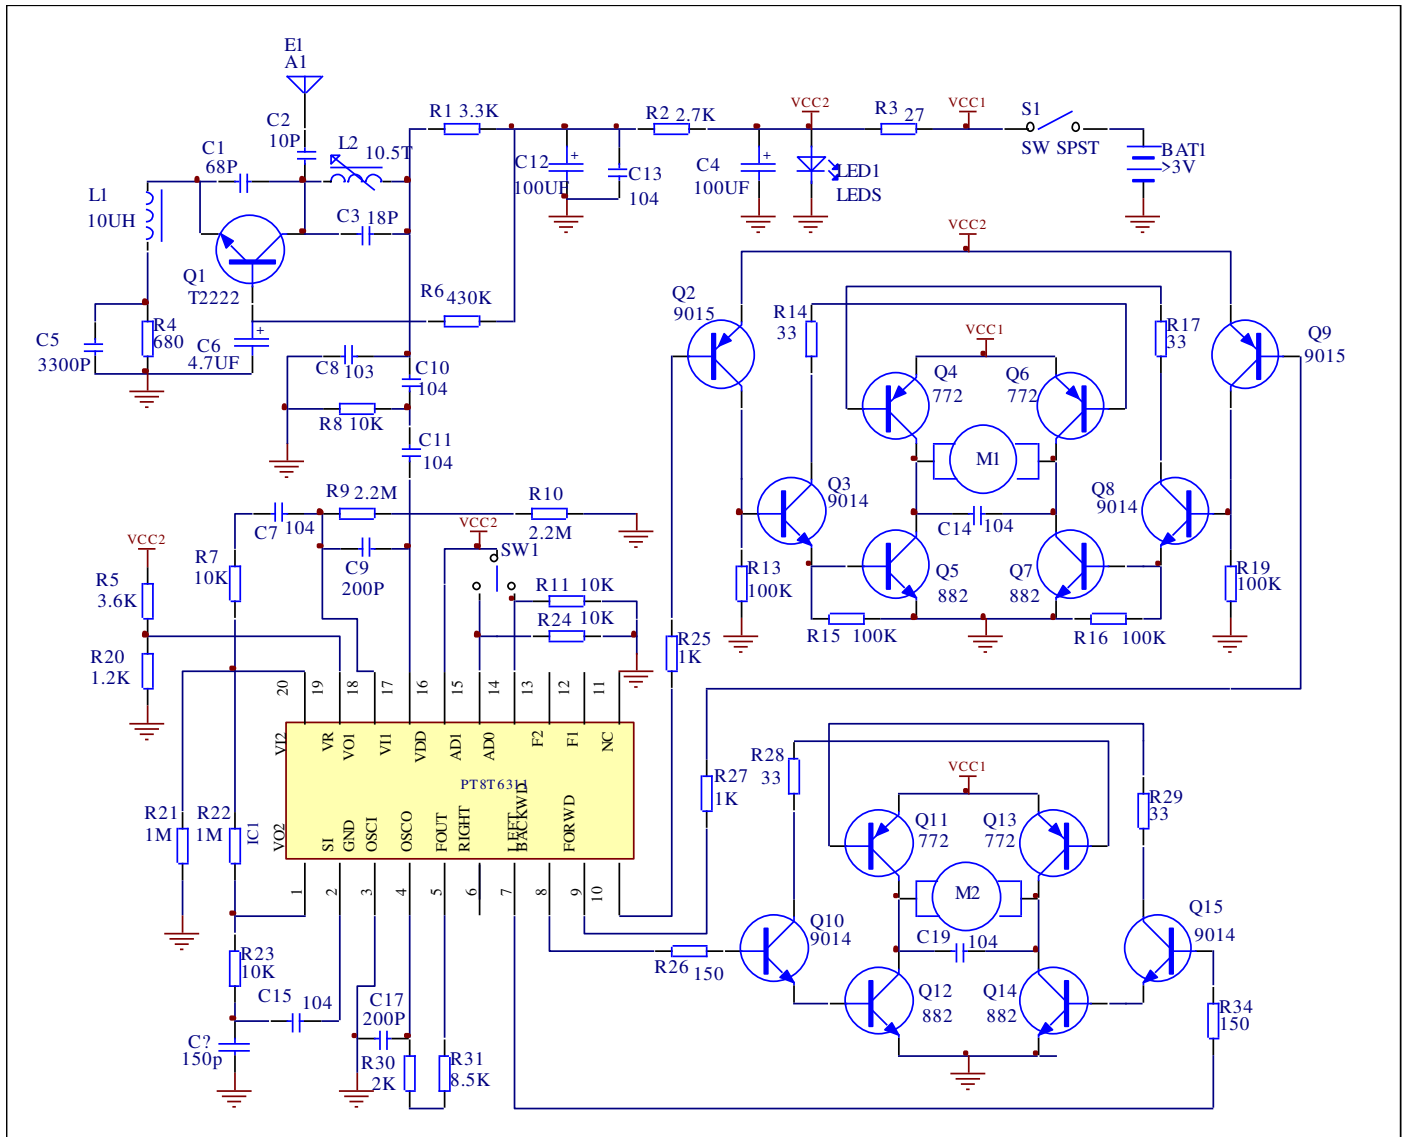 E1
A1
C2
10P
L2
10.5T
C1
68P
L1
10UH
C3 18P
Q1
T2222
R1 3.3K
R2 2.7K
VCC2
R3 27
VCC1
S1
SW SPST
BAT1
>3V
C12
100UF
C13
104
C4
100UF
LED1
LEDS
R6 430K
C5
3300P
R4
680
C6
4.7UF
C8 103
C10
104
R8 10K
C11
104
R9 2.2M
R10
2.2M
C7 104
C9
200P
VCC2
R5
3.6K
R7
10K
R20
1.2K
VCC2
SW1
R11 10K
R24 10K
R25
1K
VCC2
Q2
9015
R14
33
VCC1
R17
33
Q9
9015
Q4
772
Q6
772
M1
Q3
9014
Q8
9014
C14 104
R13
100K
Q5
882
Q7
882
R19
100K
R15 100K
R16 100K
20
19
18
17
16
15
14
13
12
11
VI2
VR
VO1
VI1
VDD
AD1
AD0
F2
F1
NC
PT8T6311
IC1
VO2
SI
GND
OSCI
OSCO
FOUT
RIGHT
LEFT
BACKWD
FORWD
1
2
3
4
5
6
7
8
9
10
R21
1M
R22
1M
R23
10K
C15 104
C?
150p
C17
200P
R30
2K
R31
8.5K
R27
1K
R28
33
VCC1
R29
33
Q11
772
Q13
772
M2
Q10
9014
Q15
9014
C19 104
R26 150
Q12
882
Q14
882
R34
150